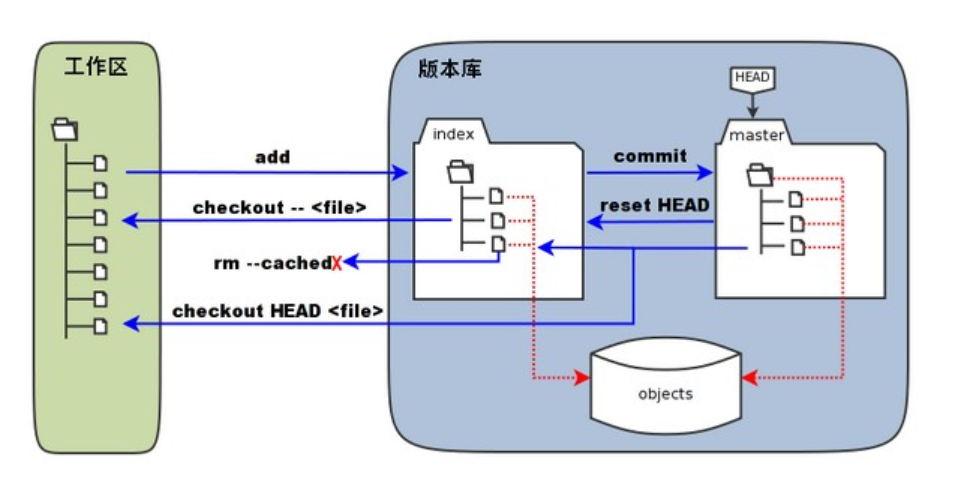 工作区
版本库
HEAD
index
master
add
commit
checkout -- <file>
reset HEAD
rm --cachedX
checkout HEAD <file>
objects